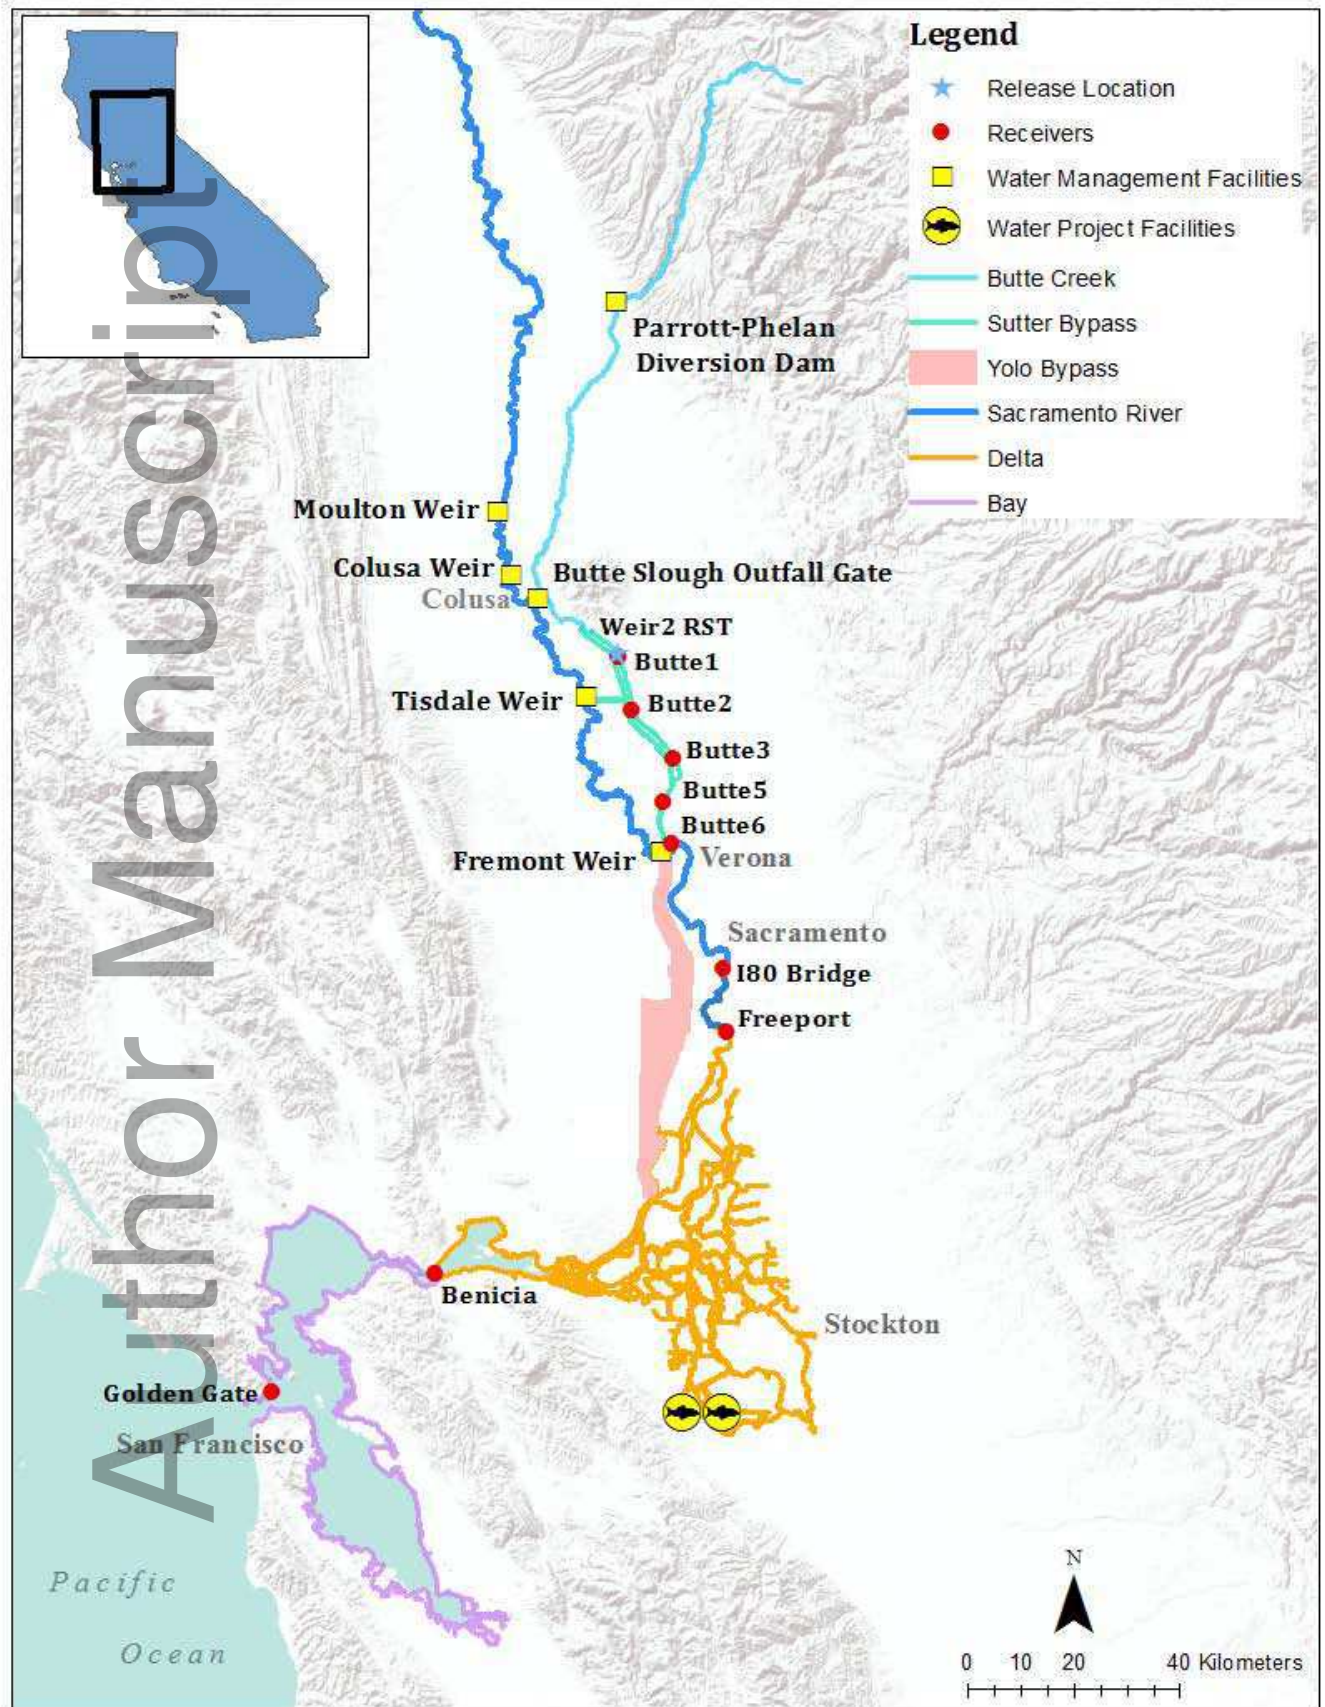 Legend
Release Location
Receivers
Water Management Facilities
Water Project Facilities
Butte Creek
Sutter Bypass
Yolo Bypass
Sacramento River
Delta
Bay
Parrott-Phelan
Diversion Dam
Moulton Weir
Colusa Weir
Butte Slough Outfall Gate
Colusa
Weir2 RST
Butte1
Tisdale Weir
Butte2
Butte3
Butte5
Butte6
Fremont Weir
Verona
Sacramento
I80 Bridge
Freeport
Benicia
Stockton
Golden Gate
San Francisco
Pacific
Ocean
N
0 10 20 40 Kilometers
Author Manuscript